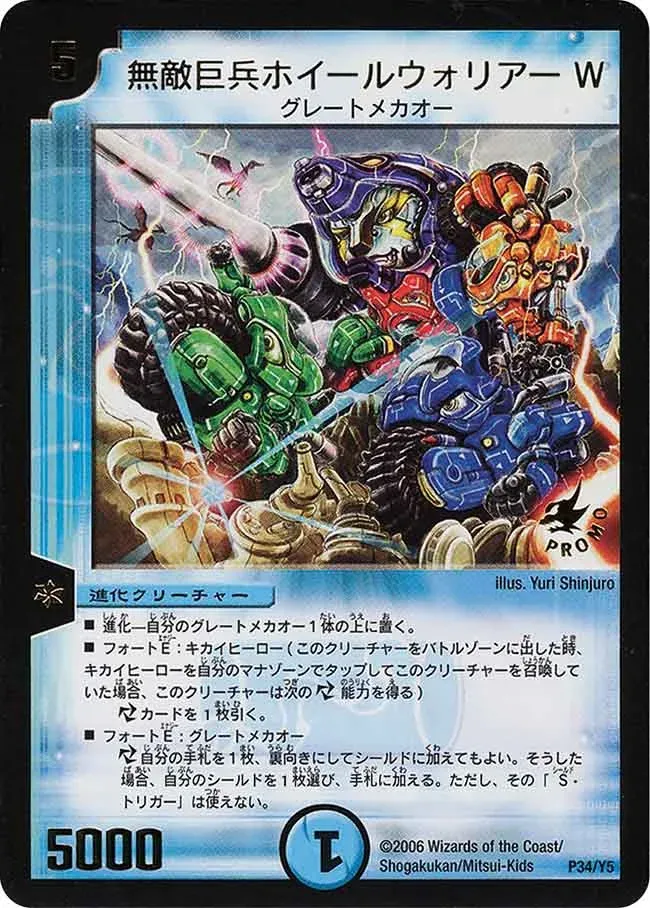 5
無敵巨兵ホイールウォリアー W
グレートメカオー
PROMO
illus. Yuri Shinjuro
進化クリーチャー
■ 進化―自分のグレートメカオー1体の上に置く。
■ フォートE：キカイヒーロー（このクリーチャーをバトルゾーンに出した時、
キカイヒーローを自分のマナゾーンでタップしてこのクリーチャーを召喚して
いた場合、このクリーチャーは次の 能力を得る）
カードを1枚引く。
■ フォートE：グレートメカオー
自分の手札を1枚、裏向きにしてシールドに加えてもよい。そうした
場合、自分のシールドを1枚選び、手札に加える。ただし、その「S・
トリガー」は使えない。
5000
1
©2006 Wizards of the Coast/
Shogakukan/Mitsui-Kids
P34/Y5